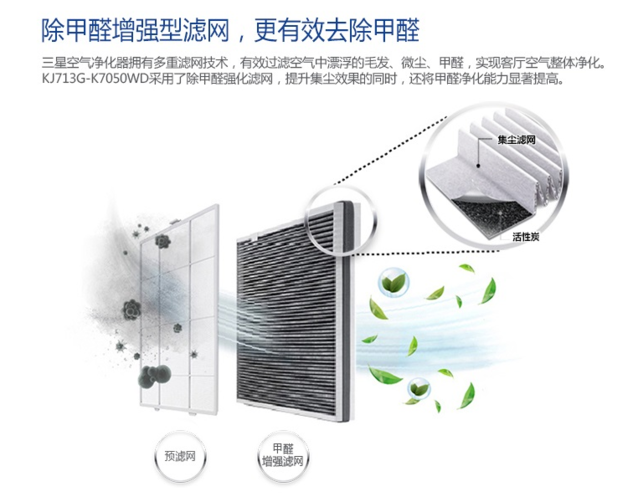 除甲醛增强型滤网，更有效去除甲醛
三星空气净化器拥有多重滤网技术，有效过滤空气中漂浮的毛发、微尘、甲醛，实现客厅空气整体净化。
KJ713G-K7050WD采用了除甲醛强化滤网，提升集尘效果的同时，还将甲醛净化能力显著提高。
集尘滤网
活性炭
预滤网
甲醛
增强滤网